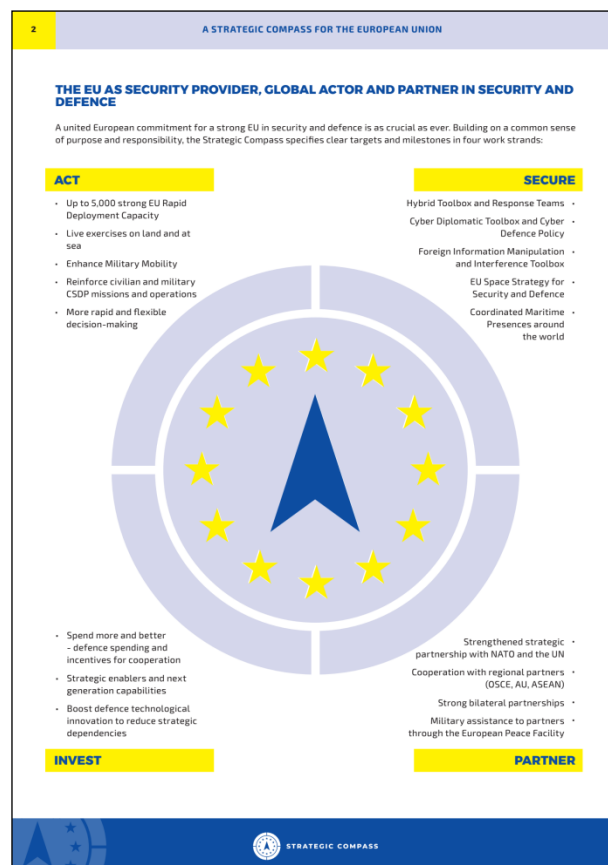 2
A STRATEGIC COMPASS FOR THE EUROPEAN UNION
THE EU AS SECURITY PROVIDER, GLOBAL ACTOR AND PARTNER IN SECURITY AND
DEFENCE
A united European commitment for a strong EU in security and defence is as crucial as ever. Building on a common sense
of purpose and responsibility, the Strategic Compass specifies clear targets and milestones in four work strands:
ACT
• Up to 5,000 strong EU Rapid
Deployment Capacity
• Live exercises on land and at
sea
• Enhance Military Mobility
• Reinforce civilian and military
CSDP missions and operations
• More rapid and flexible
decision-making
SECURE
Hybrid Toolbox and Response Teams •
Cyber Diplomatic Toolbox and Cyber •
Defence Policy
Foreign Information Manipulation •
and Interference Toolbox
EU Space Strategy for •
Security and Defence
Coordinated Maritime •
Presences around
the world
• Spend more and better
- defence spending and
incentives for cooperation
• Strategic enablers and next
generation capabilities
• Boost defence technological
innovation to reduce strategic
dependencies
INVEST
Strengthened strategic •
partnership with NATO and the UN
Cooperation with regional partners •
(OSCE, AU, ASEAN)
Strong bilateral partnerships •
Military assistance to partners •
through the European Peace Facility
PARTNER
STRATEGIC COMPASS